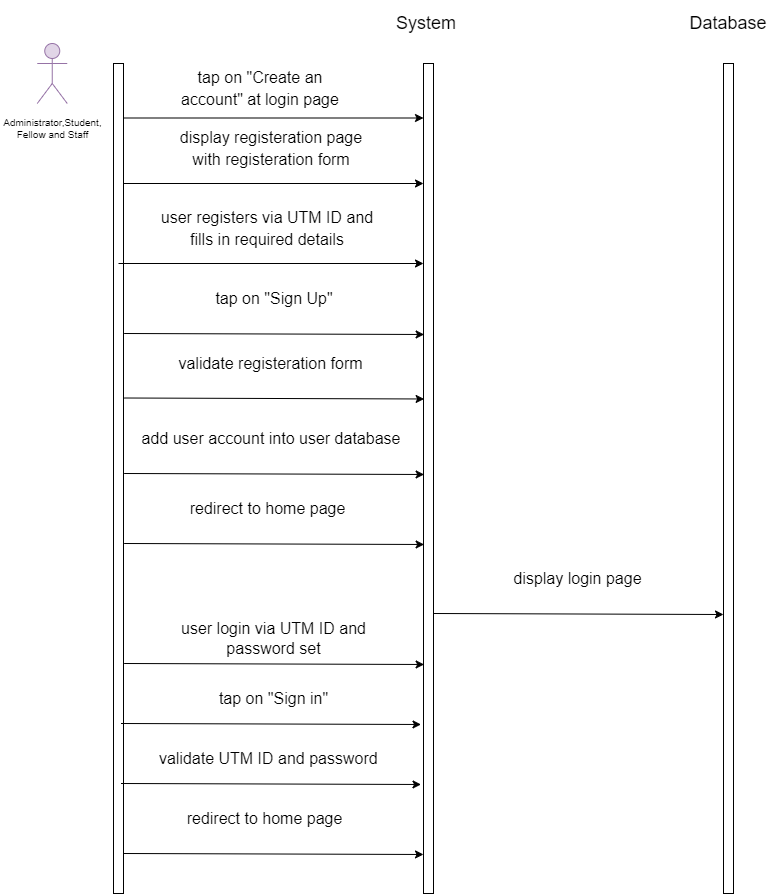 System
Database
tap on "Create an
account" at login page
Administrator,Student,
Fellow and Staff
display registeration page
with registeration form
user registers via UTM ID and
fills in required details
tap on "Sign Up"
validate registeration form
add user account into user database
redirect to home page
display login page
user login via UTM ID and
password set
tap on "Sign in"
validate UTM ID and password
redirect to home page